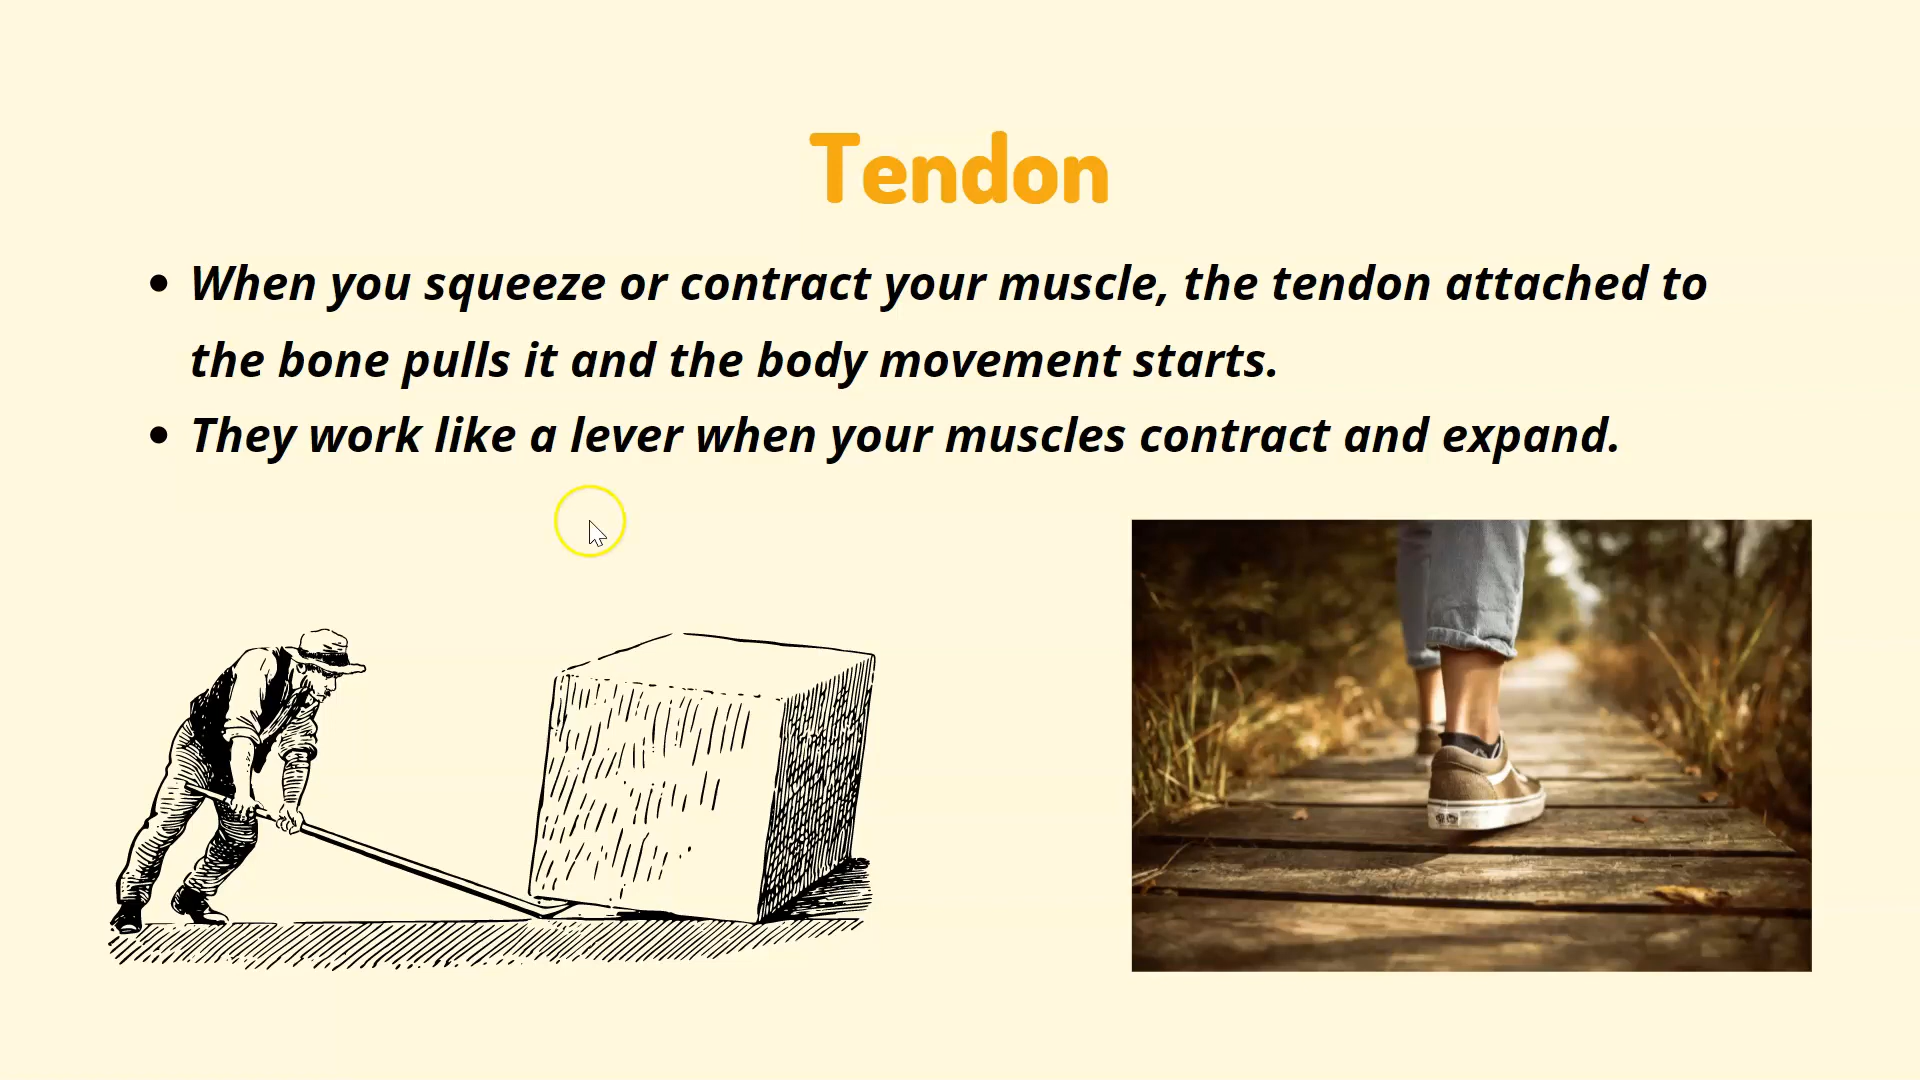 Tendon
• When you squeeze or contract your muscle, the tendon attached to
the bone pulls it and the body movement starts.
• They work like a lever when your muscles contract and expand.